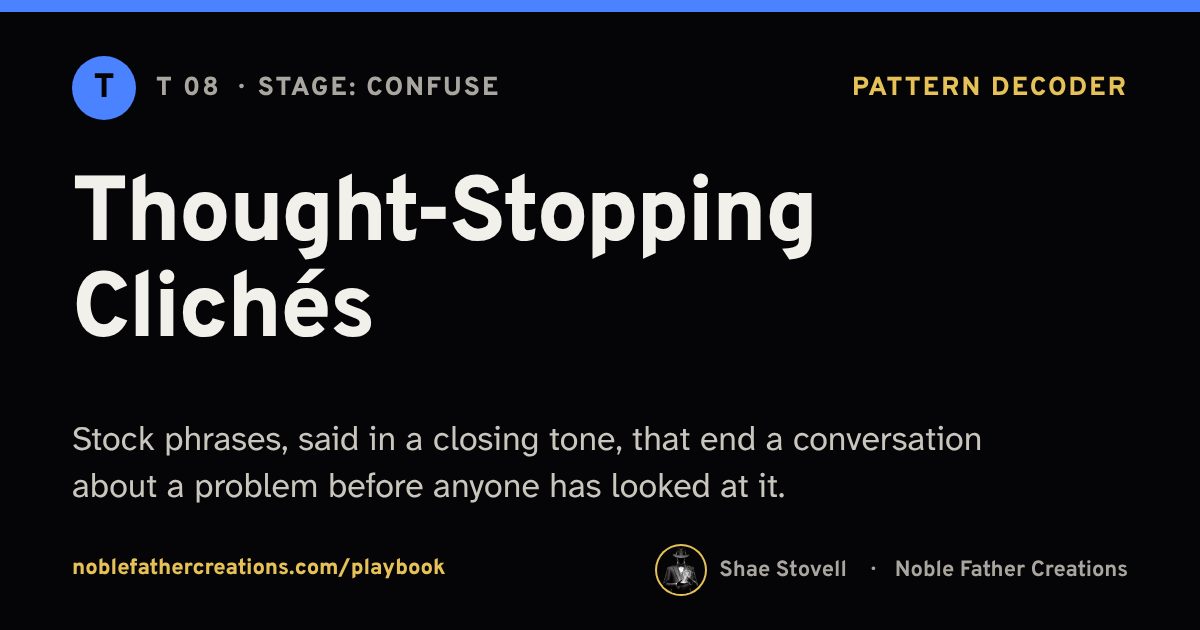 T
T 08 · STAGE: CONFUSE
PATTERN DECODER
Thought-Stopping
Clichés
Stock phrases, said in a closing tone, that end a conversation
about a problem before anyone has looked at it.
noblefathercreations.com/playbook
Shae Stovell · Noble Father Creations